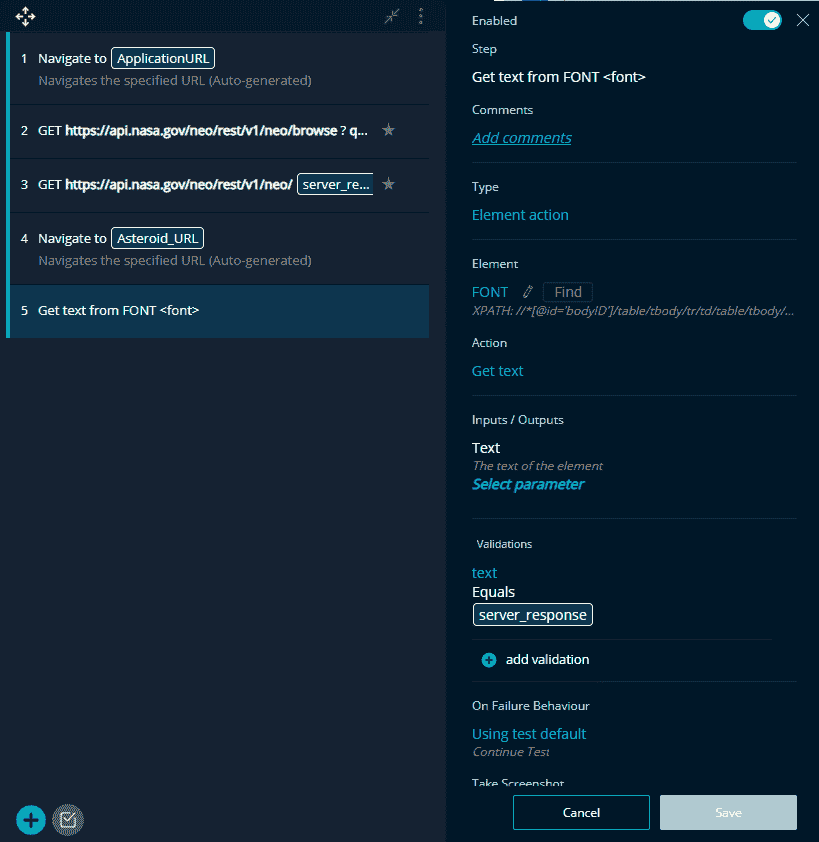 1 Navigate to ApplicationURL
Navigates the specified URL (Auto-generated)
2 GET https://api.nasa.gov/neo/rest/v1/neo/browse ? q...
3 GET https://api.nasa.gov/neo/rest/v1/neo/ server_re...
4 Navigate to Asteroid_URL
Navigates the specified URL (Auto-generated)
5 Get text from FONT <font>
Enabled
Step
Get text from FONT <font>
Comments
Add comments
Type
Element action
Element
FONT Find
XPATH: //*[@id='bodyID']/table/tbody/tr/td/table/tbody/...
Action
Get text
Inputs / Outputs
Text
The text of the element
Select parameter
Validations
text
Equals
server_response
add validation
On Failure Behaviour
Using test default
Continue Test
Take Screenshot
Cancel Save